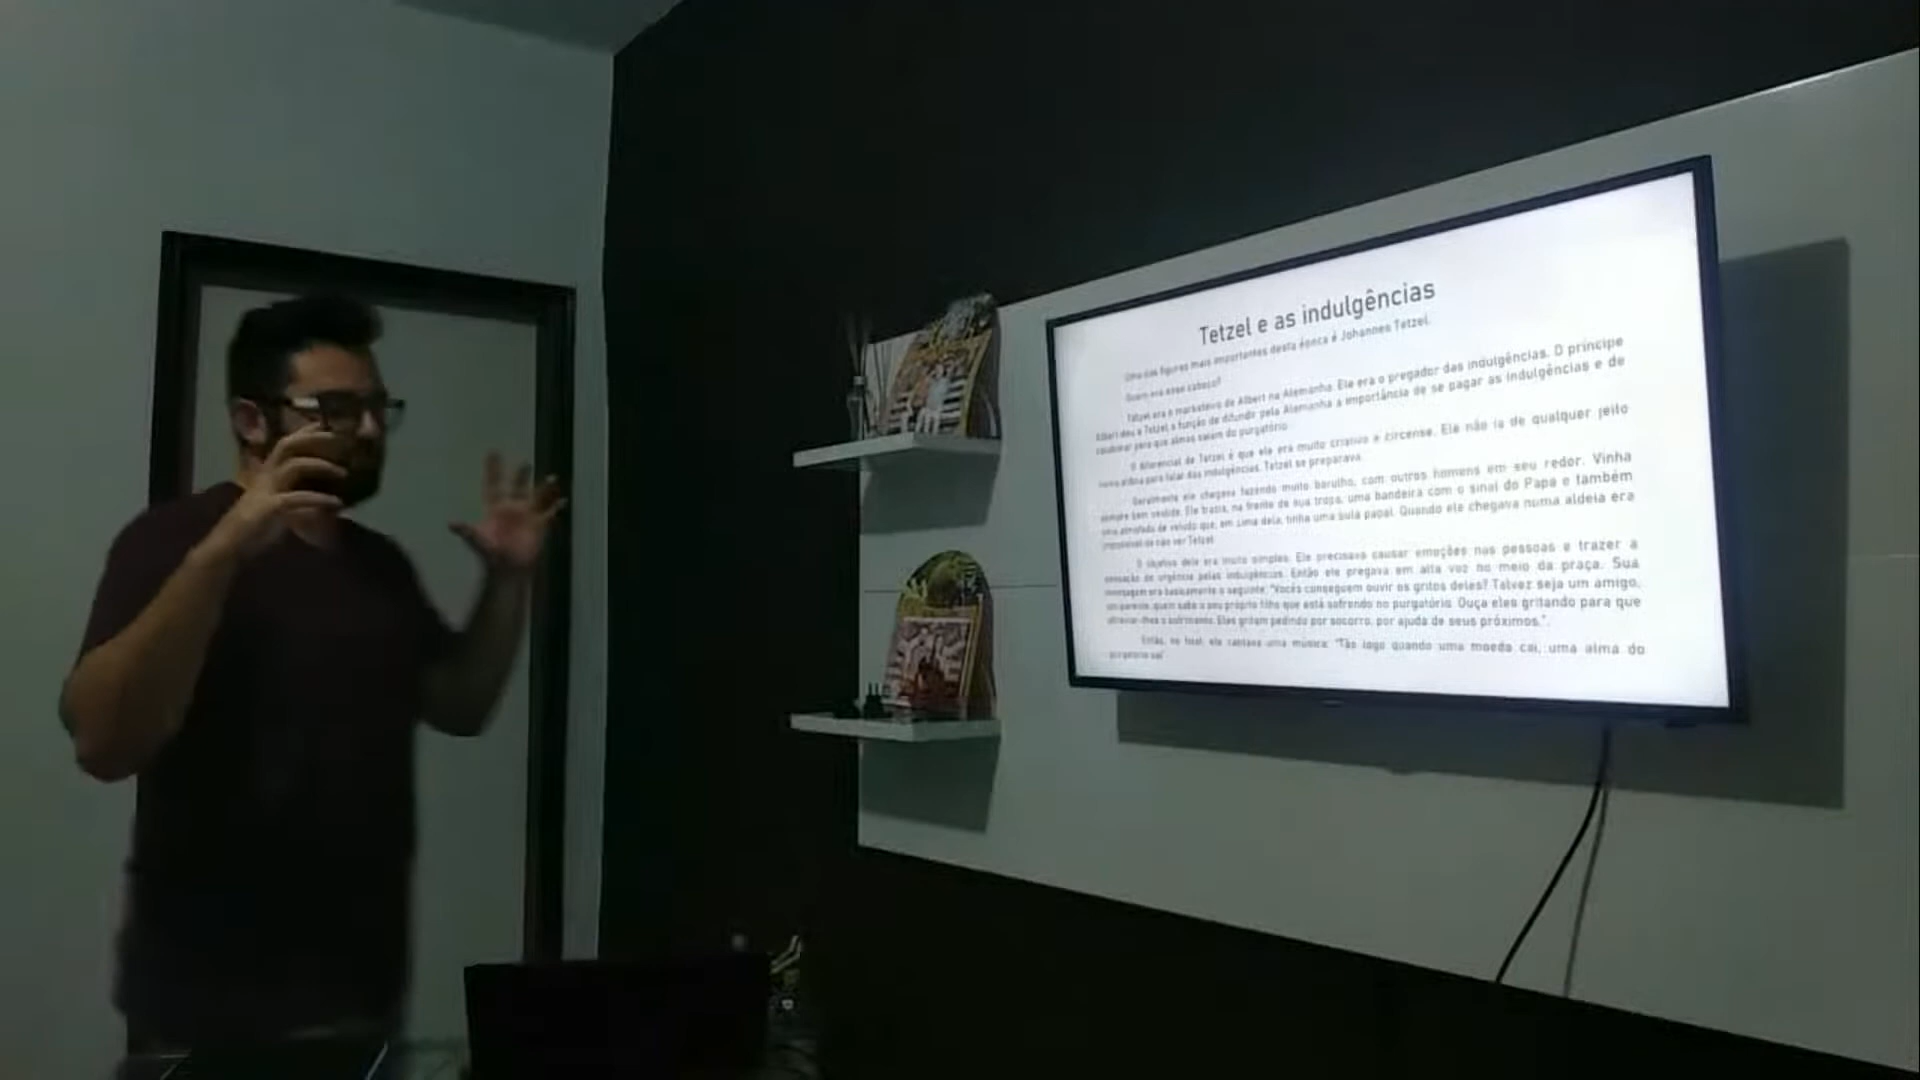 Tetzel e as indulgências
Uma das figuras mais importantes desta época é Johannes Tetzel.
Quem era esse caboco?
Tetzel era o marketeiro de Albert na Alemanha. Ele era o pregador das indulgências. O príncipe
Albert deu a Tetzel a função de difundir pela Alemanha a importância de se pagar as indulgências e de
colaborar para que almas saiam do purgatório.
O diferencial de Tetzel é que ele era muito criativo e circense. Ele não ia de qualquer jeito
numa aldeia para falar das indulgências. Tetzel se preparava.
Geralmente ele chegava fazendo muito barulho, com outros homens em seu redor. Vinha
sempre bem vestido. Ele trazia, na frente de sua tropa, uma bandeira com o sinal do Papa e também
uma almofada de veludo que, em cima dela, tinha uma bula papal. Quando ele chegava numa aldeia era
impossível de não ver Tetzel.
O objetivo dele era muito simples. Ele precisava causar emoções nas pessoas e trazer a
sensação de urgência pelas indulgências. Então ele pregava em alta voz no meio da praça. Sua
mensagem era basicamente o seguinte: "Vocês conseguem ouvir os gritos deles? Talvez seja um amigo,
um parente, quem sabe o seu próprio filho que está sofrendo no purgatório. Ouça eles gritando para que
alivie o sofrimento. Eles gritam pedindo por socorro, por ajuda de seus próximos.".
Então, no final, ele cantava uma música: "Tão logo quando uma moeda cai, uma alma do
purgatório sai"